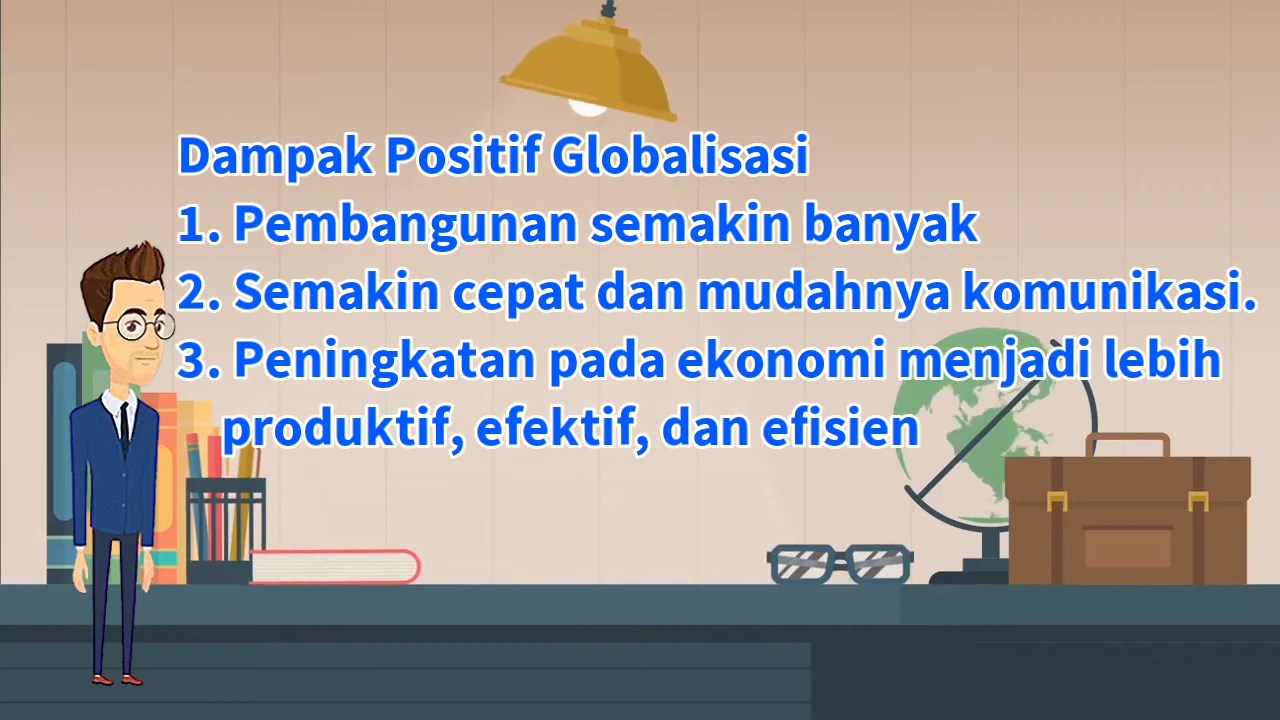 Dampak Positif Globalisasi
1. Pembangunan semakin banyak
2. Semakin cepat dan mudahnya komunikasi.
3. Peningkatan pada ekonomi menjadi lebih
produktif, efektif, dan efisien